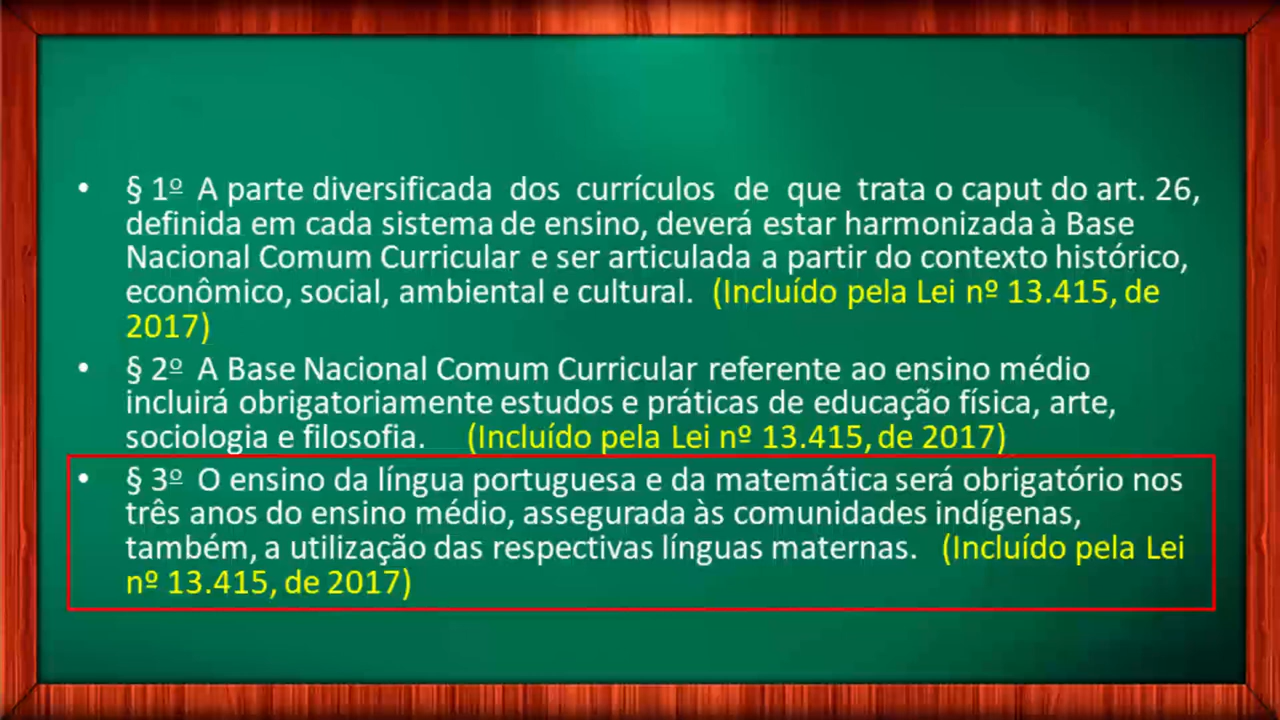 • § 1º A parte diversificada dos currículos de que trata o caput do art. 26,
definida em cada sistema de ensino, deverá estar harmonizada à Base
Nacional Comum Curricular e ser articulada a partir do contexto histórico,
econômico, social, ambiental e cultural. (Incluído pela Lei nº 13.415, de
2017)
• § 2º A Base Nacional Comum Curricular referente ao ensino médio
incluirá obrigatoriamente estudos e práticas de educação física, arte,
sociologia e filosofia. (Incluído pela Lei nº 13.415, de 2017)
• § 3º O ensino da língua portuguesa e da matemática será obrigatório nos
três anos do ensino médio, assegurada às comunidades indígenas,
também, a utilização das respectivas línguas maternas. (Incluído pela Lei
nº 13.415, de 2017)